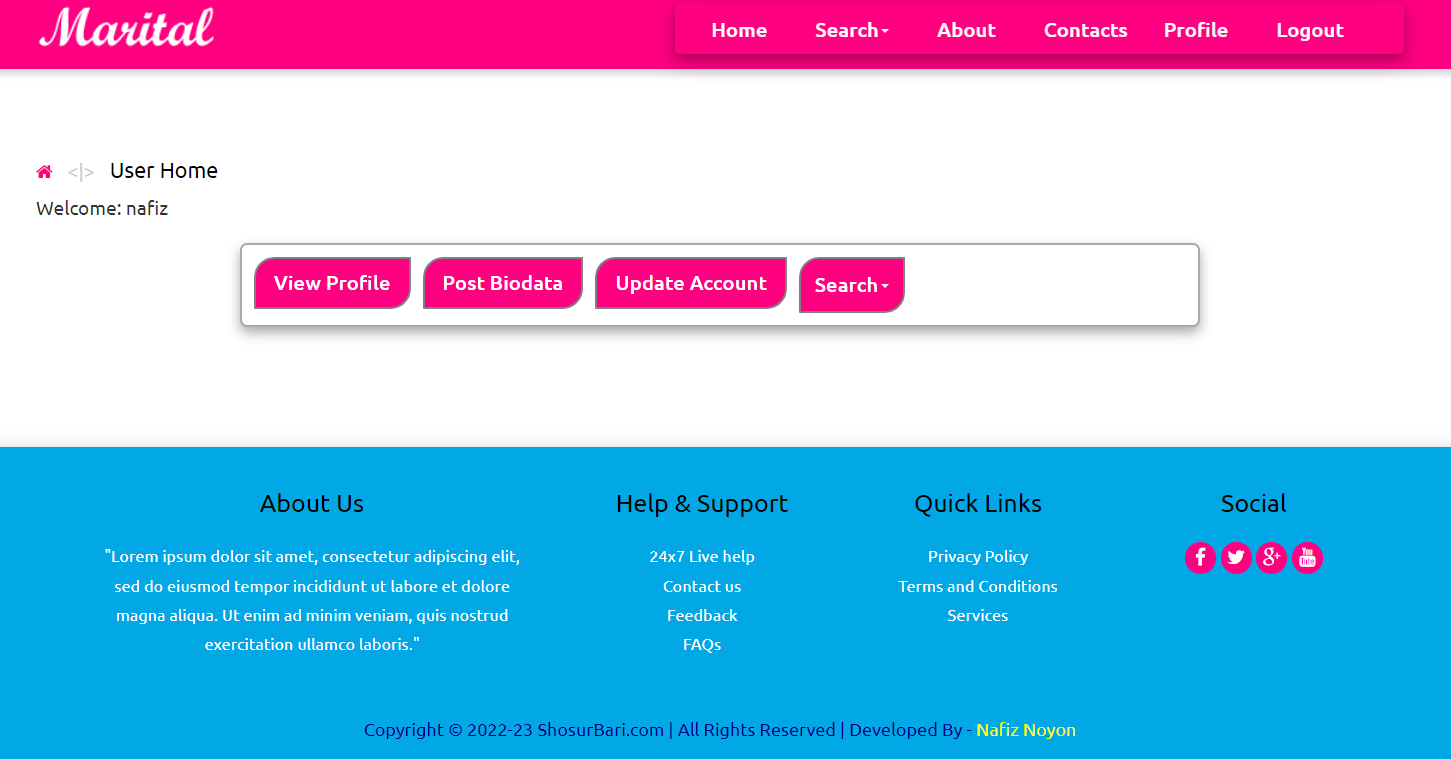 Marital
Home Search About Contacts Profile Logout
<|> User Home
Welcome: nafiz
View Profile Post Biodata Update Account Search
About Us
"Lorem ipsum dolor sit amet, consectetur adipiscing elit,
sed do eiusmod tempor incididunt ut labore et dolore
magna aliqua. Ut enim ad minim veniam, quis nostrud
exercitation ullamco laboris."
Help & Support
24x7 Live help
Contact us
Feedback
FAQs
Quick Links
Privacy Policy
Terms and Conditions
Services
Social
Copyright © 2022-23 ShosurBari.com | All Rights Reserved | Developed By - Nafiz Noyon